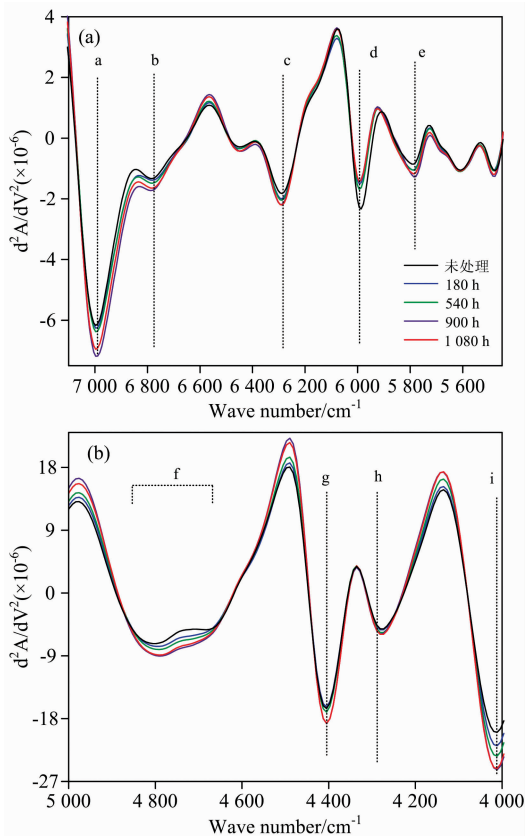 (a)
a b c d e
4
2
0
-2
-4
-6
d²A/dV²(×10⁻⁶)
未处理
180 h
540 h
900 h
1 080 h
7 000 6 800 6 600 6 400 6 200 6 000 5 800 5 600
Wave number/cm⁻¹
(b)
f g h i
18
9
0
-9
-18
-27
d²A/dV²(×10⁻⁶)
5 000 4 800 4 600 4 400 4 200 4 000
Wave number/cm⁻¹